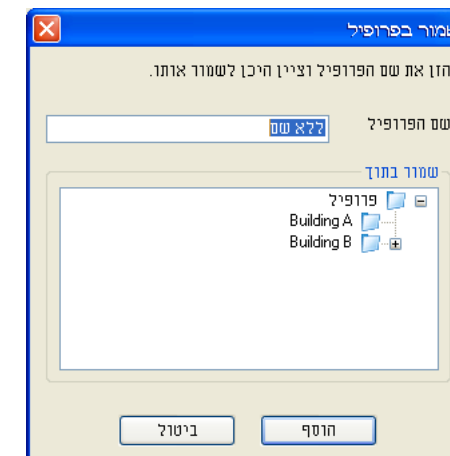 שמור בפרופיל
הזן את שם הפרופיל וציין היכן לשמור אותו.
שם הפרופיל
ללא שם
שמור בתוך
פרופיל
Building A
Building B
הוסף
ביטול